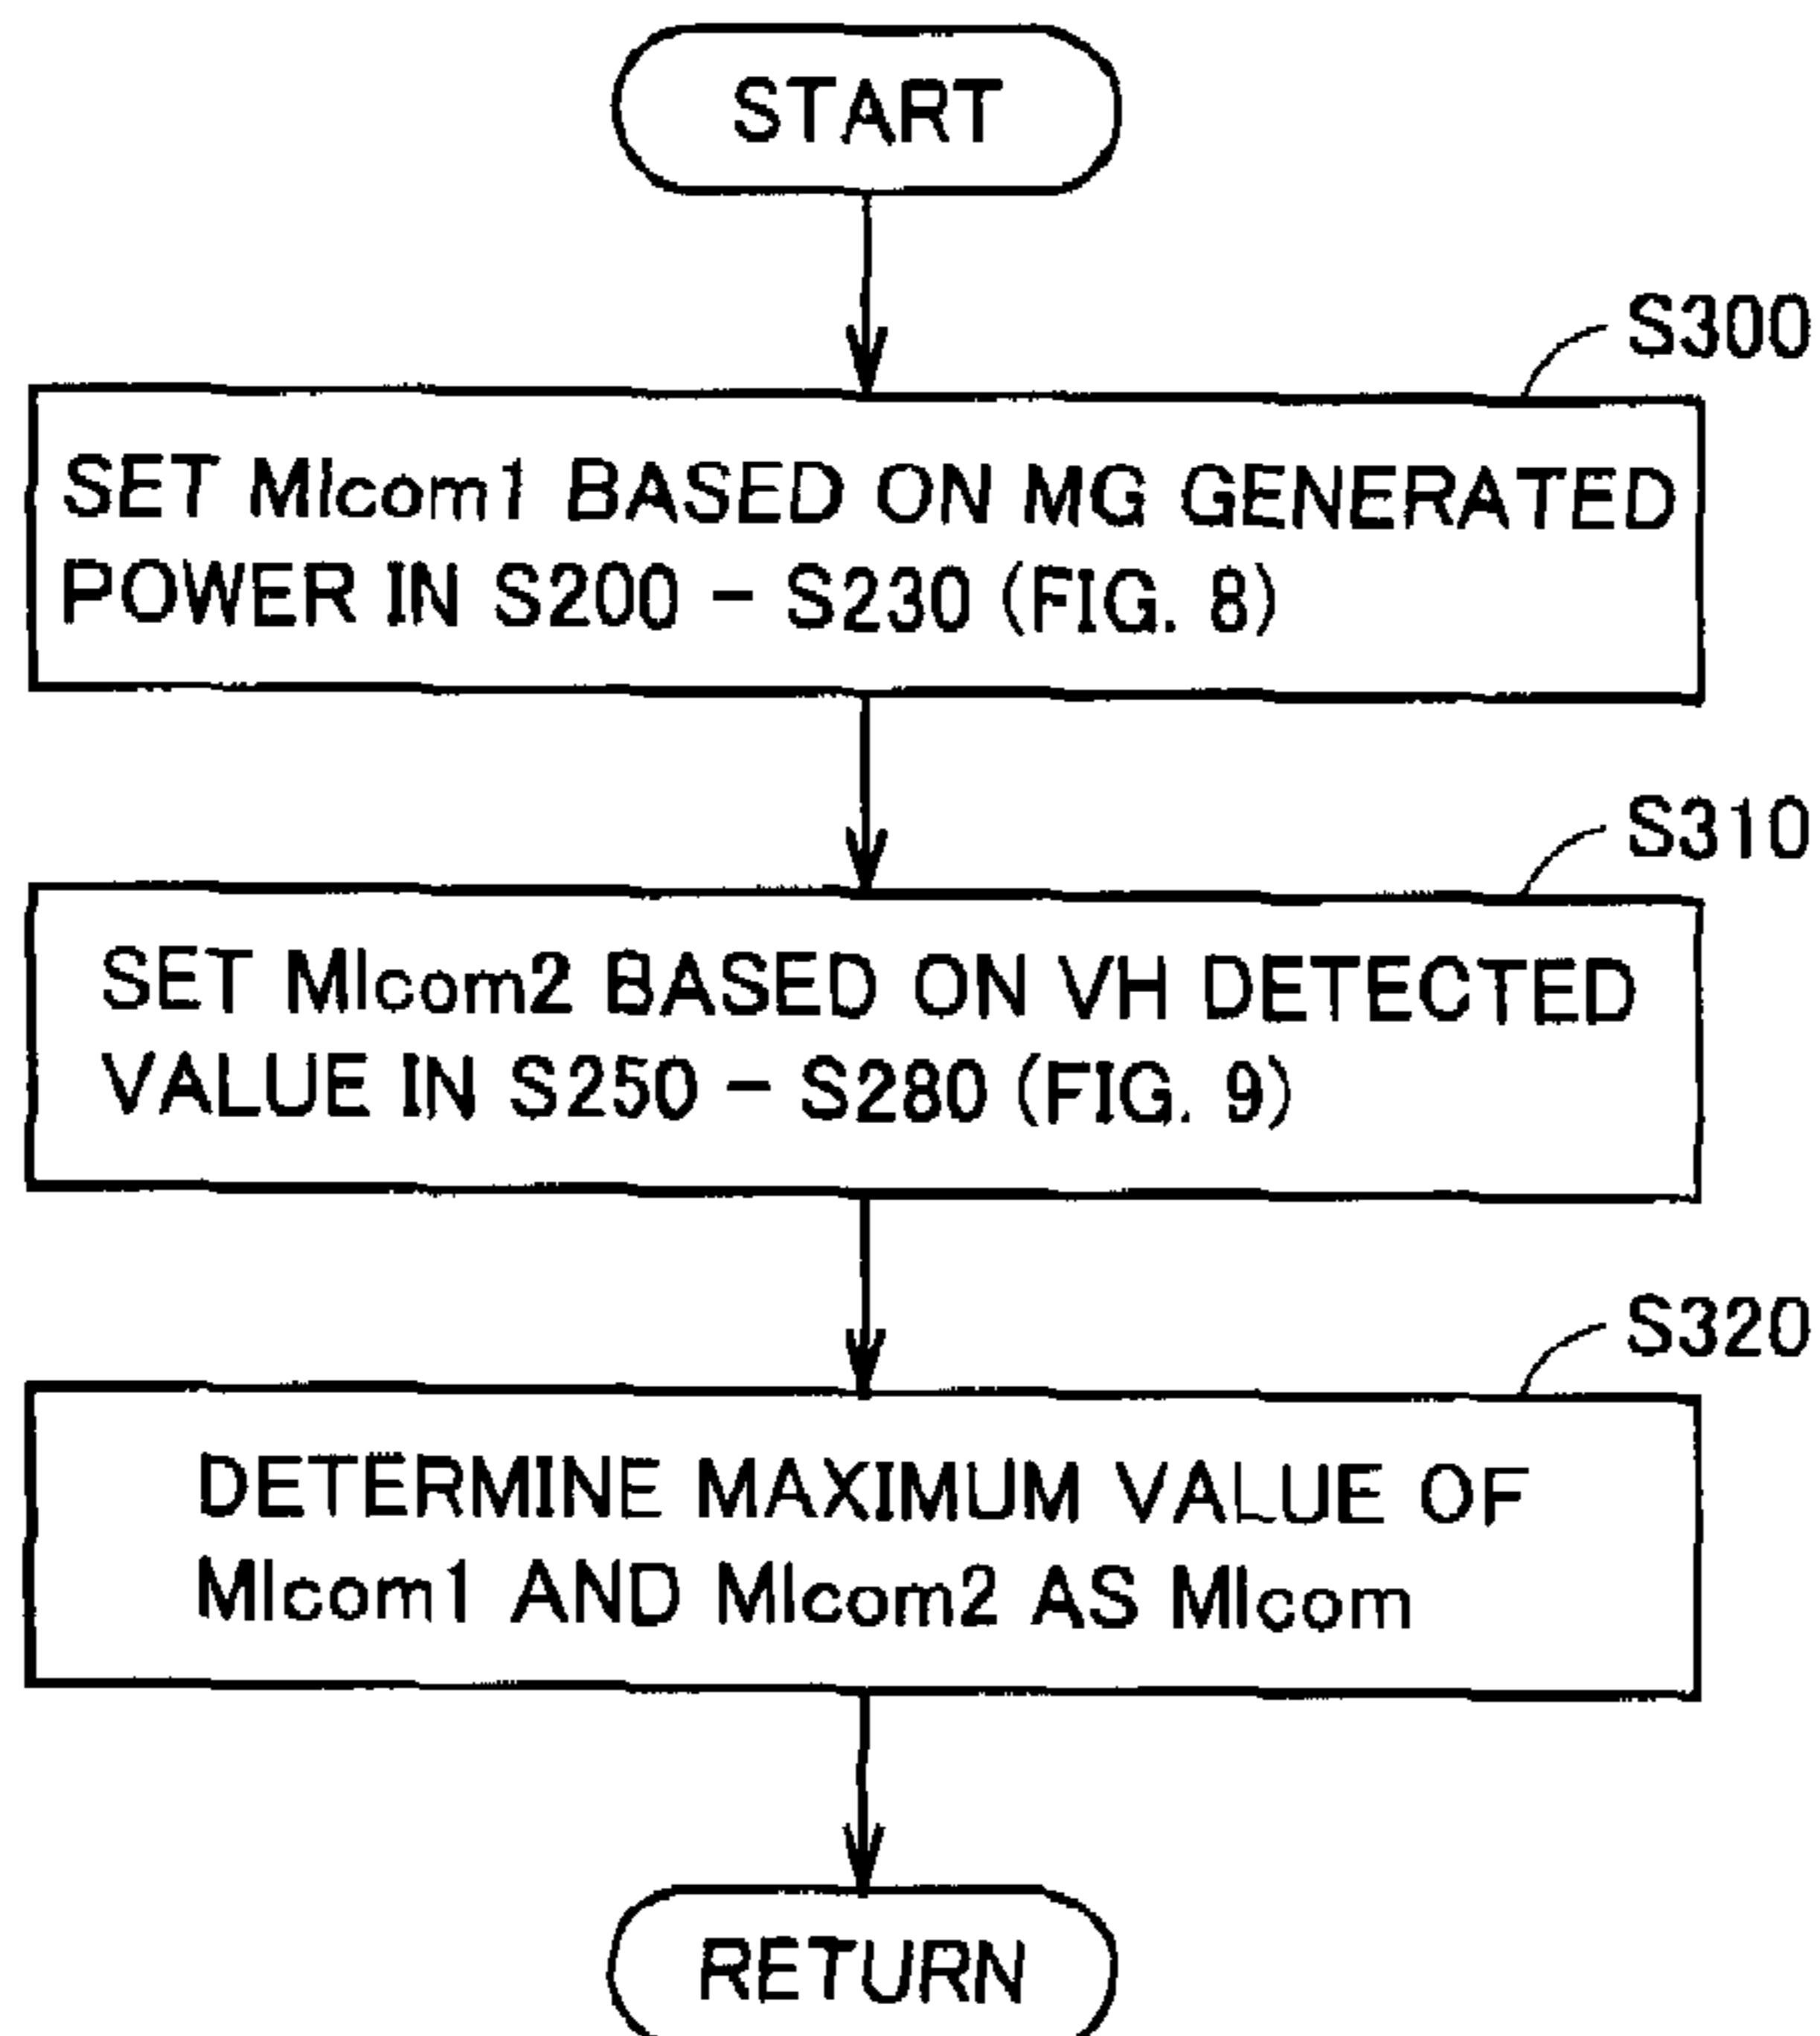 START
S300
SET MIcom1 BASED ON MG GENERATED
POWER IN S200 - S230 (FIG. 8)
S310
SET MIcom2 BASED ON VH DETECTED
VALUE IN S250 - S280 (FIG. 9)
S320
DETERMINE MAXIMUM VALUE OF
MIcom1 AND MIcom2 AS MIcom
RETURN